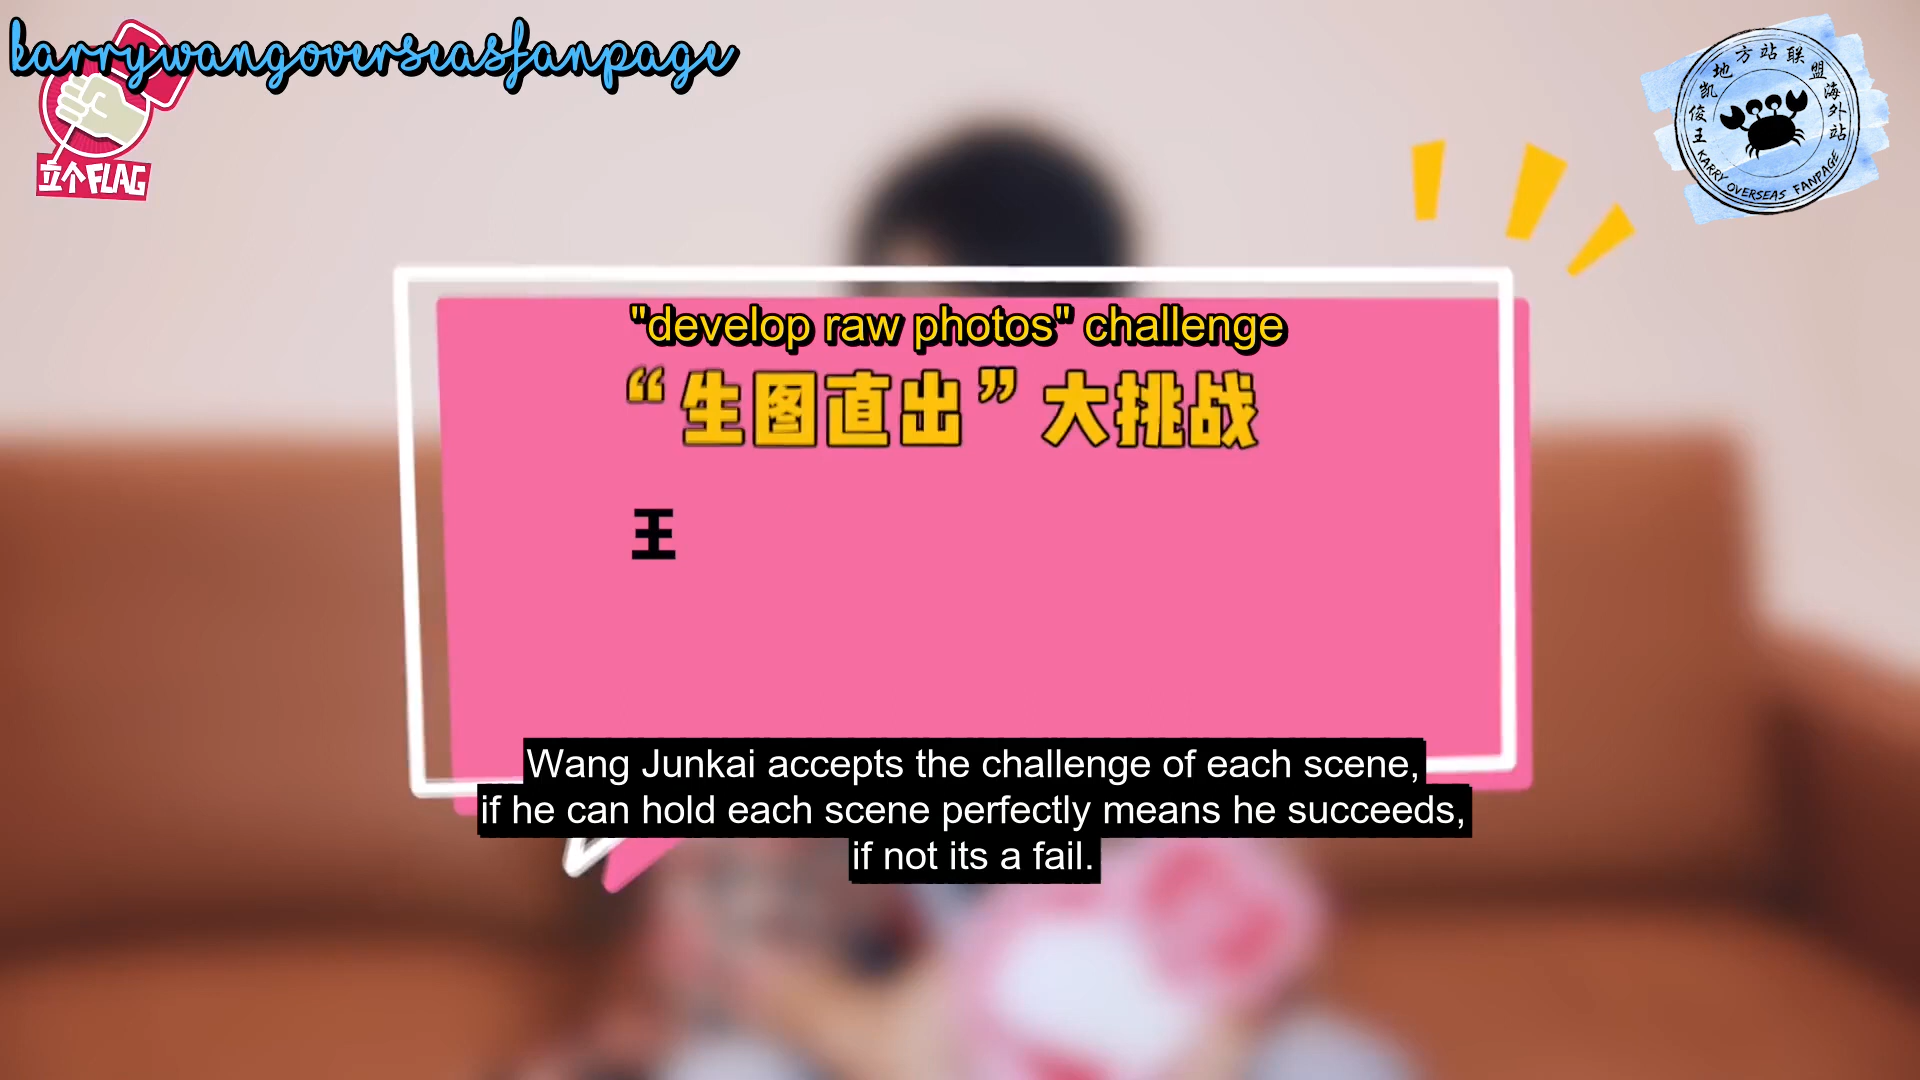 karrywangoverseasfanpage
立个FLAG
王俊凯地方站联盟海外站
KARRY OVERSEAS FANPAGE
"develop raw photos" challenge
“生图直出”大挑战
王
Wang Junkai accepts the challenge of each scene,
if he can hold each scene perfectly means he succeeds,
if not its a fail.